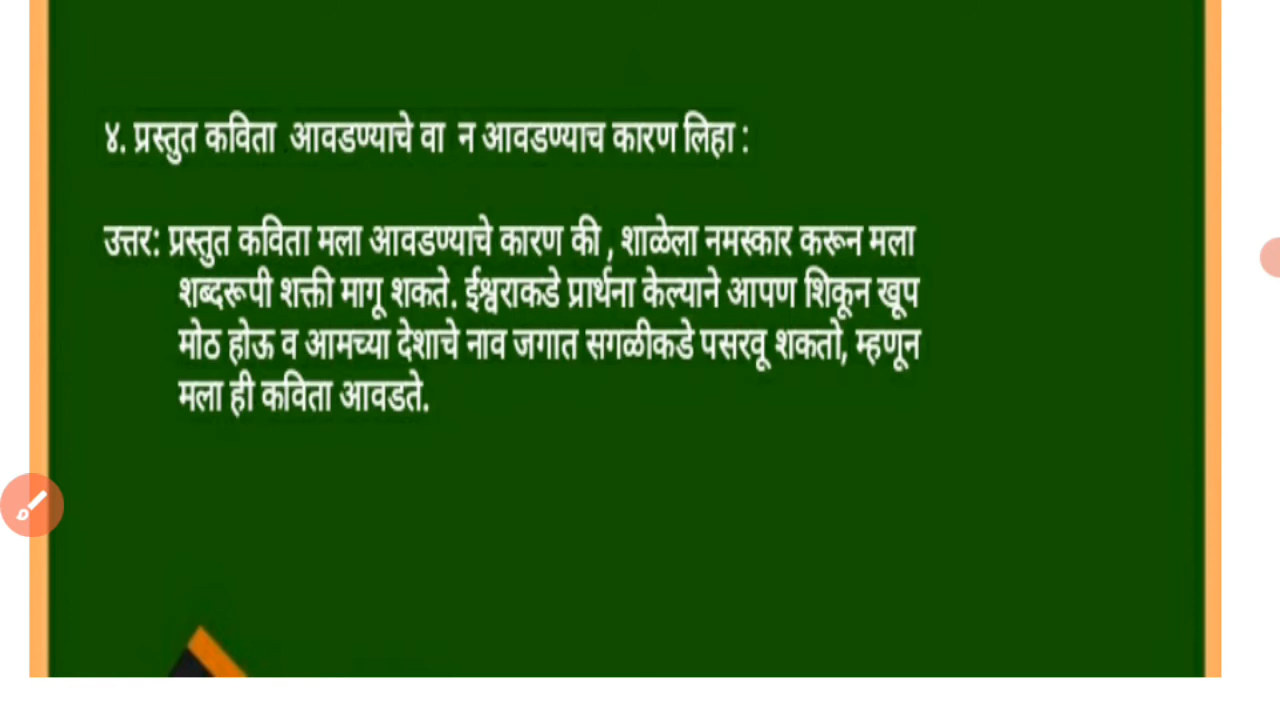 ४. प्रस्तुत कविता आवडण्याचे वा न आवडण्याच कारण लिहा :
उत्तर: प्रस्तुत कविता मला आवडण्याचे कारण की , शाळेला नमस्कार करून मला
शब्दरूपी शक्ती मागू शकते. ईश्वराकडे प्रार्थना केल्याने आपण शिकून खूप
मोठ होऊ व आमच्या देशाचे नाव जगात सगळीकडे पसरवू शकतो, म्हणून
मला ही कविता आवडते.